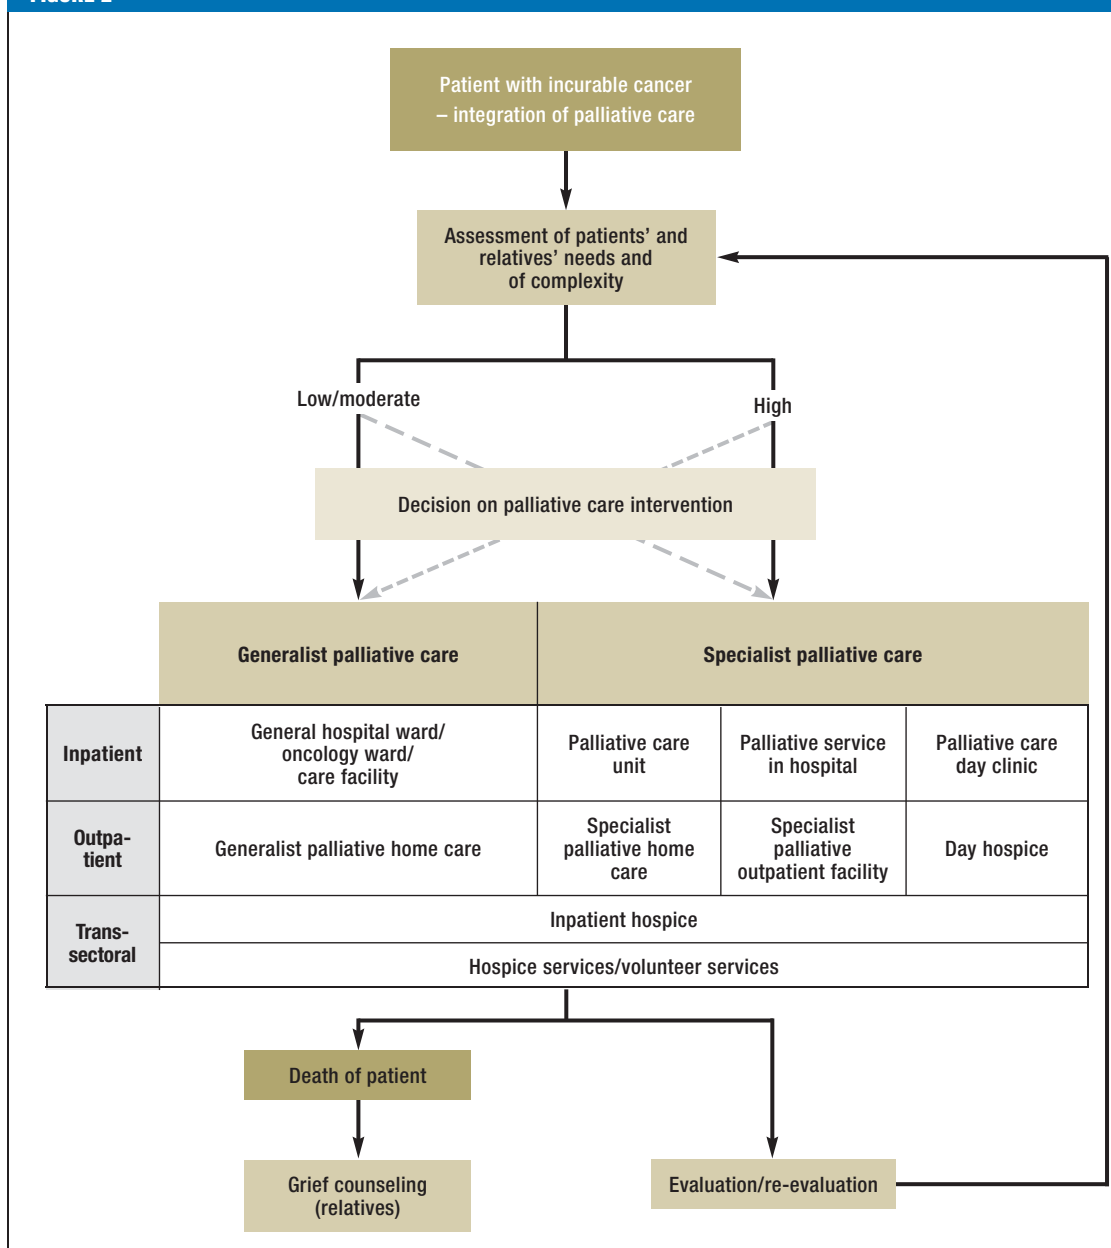 Patient with incurable cancer
– integration of palliative care
Assessment of patients’ and
relatives’ needs and
of complexity
Low/moderate
High
Decision on palliative care intervention
Generalist palliative care
Specialist palliative care
Inpatient
General hospital ward/
oncology ward/
care facility
Palliative care
unit
Palliative service
in hospital
Palliative care
day clinic
Outpa-
tient
Generalist palliative home care
Specialist
palliative home
care
Specialist
palliative
outpatient facility
Day hospice
Trans-
sectoral
Inpatient hospice
Hospice services/volunteer services
Death of patient
Grief counseling
(relatives)
Evaluation/re-evaluation